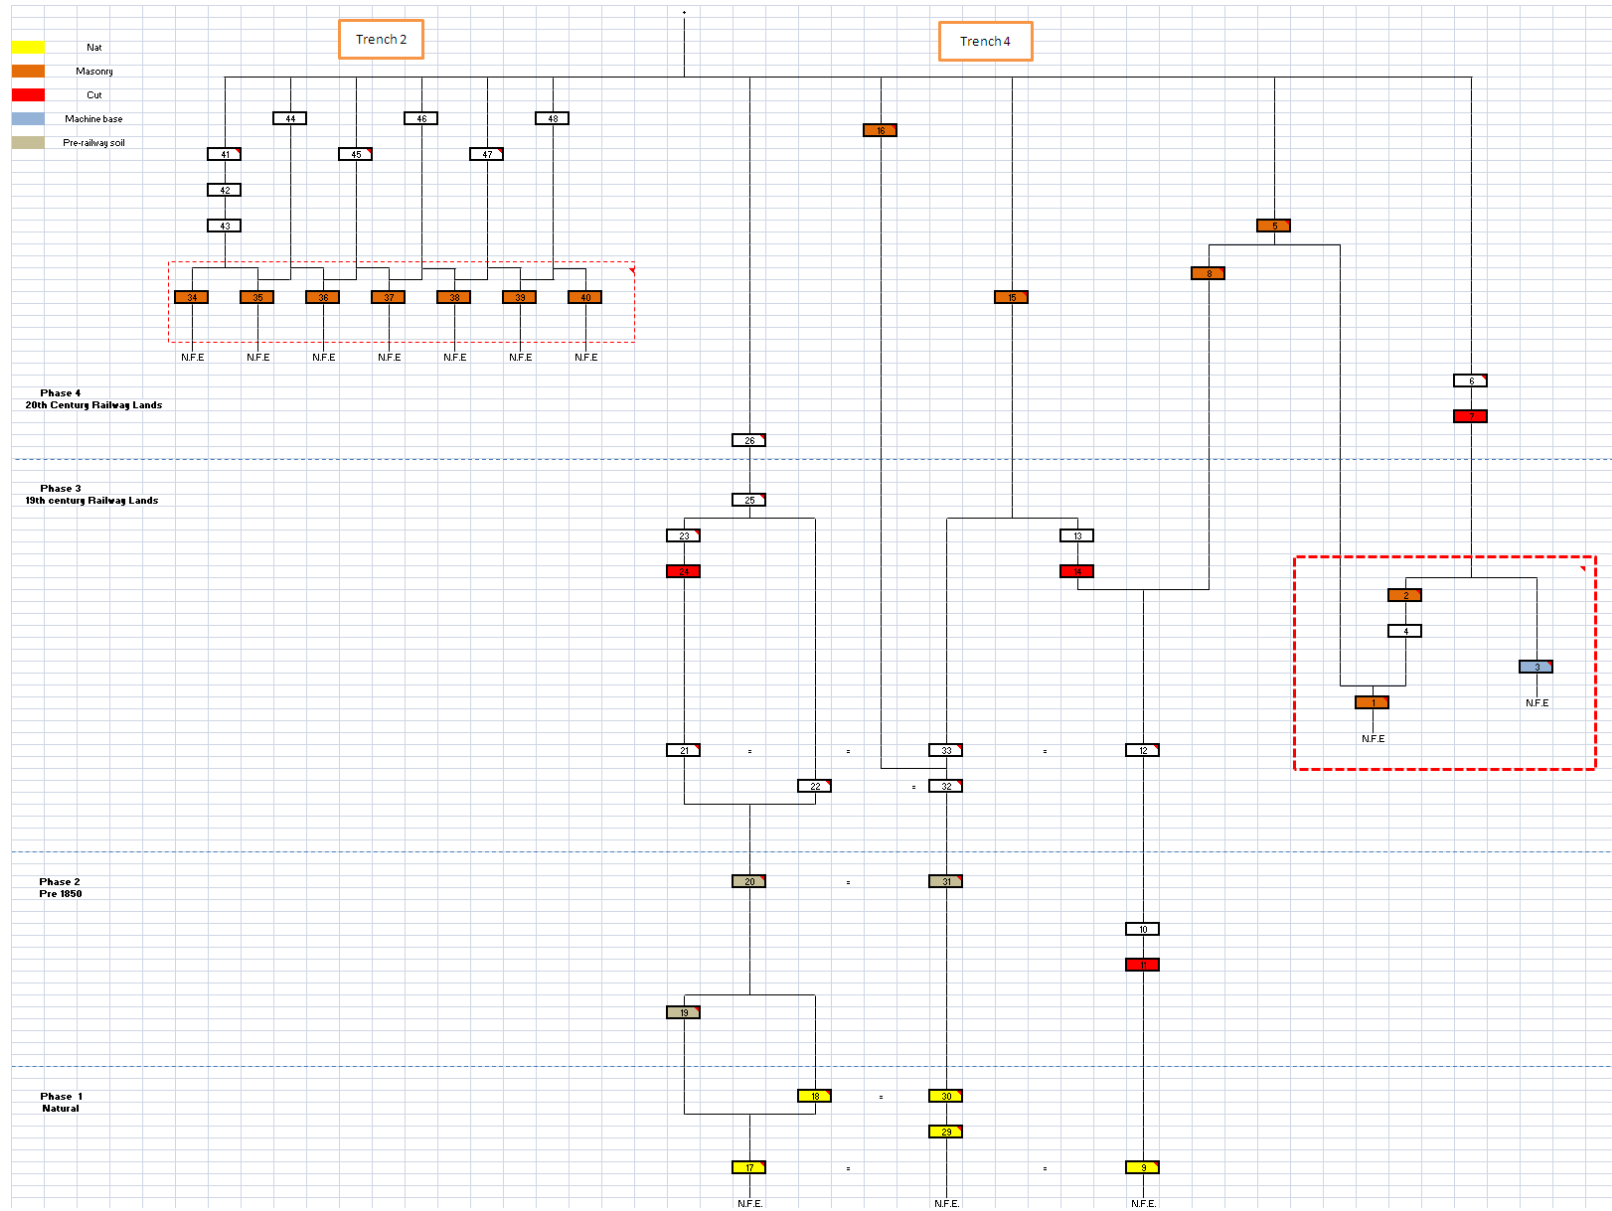 +
Trench 2
Trench 4
Nat
Masonry
Cut
Machine base
Pre-railway soil
44
46
48
16
41
45
47
42
43
5
8
34
35
36
37
38
39
40
15
N.F.E
N.F.E
N.F.E
N.F.E
N.F.E
N.F.E
N.F.E
6
Phase 4
20th Century Railway Lands
7
26
Phase 3
19th century Railway Lands
25
23
13
24
14
2
4
3
1
N.F.E
N.F.E
21 = = 33 = 12
22 = 32
Phase 2
Pre 1850
20 = 31
10
11
19
Phase 1
Natural
18 = 30
29
17 = = 9
N.F.E.
N.F.E.
N.F.E.